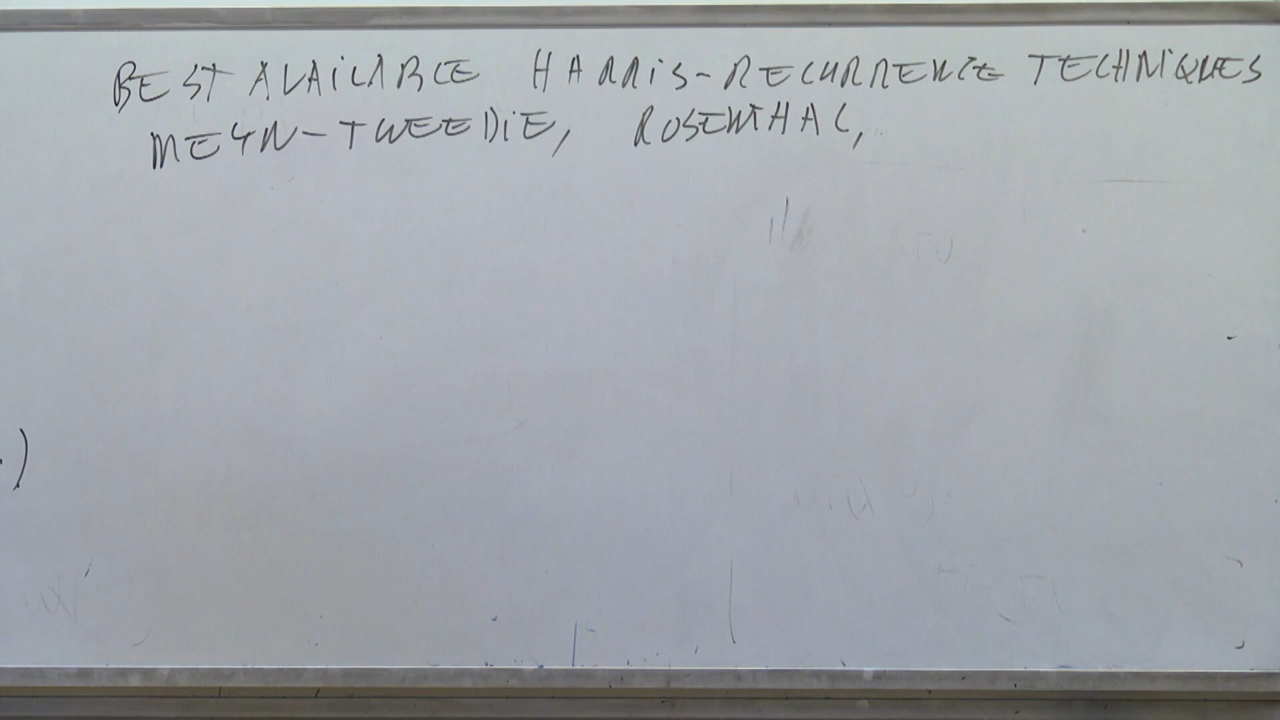 BEST AVAILABLE HARRIS-RECURRENCE TECHNIQUES
MEYN-TWEEDIE, ROSENTHAL,
.)